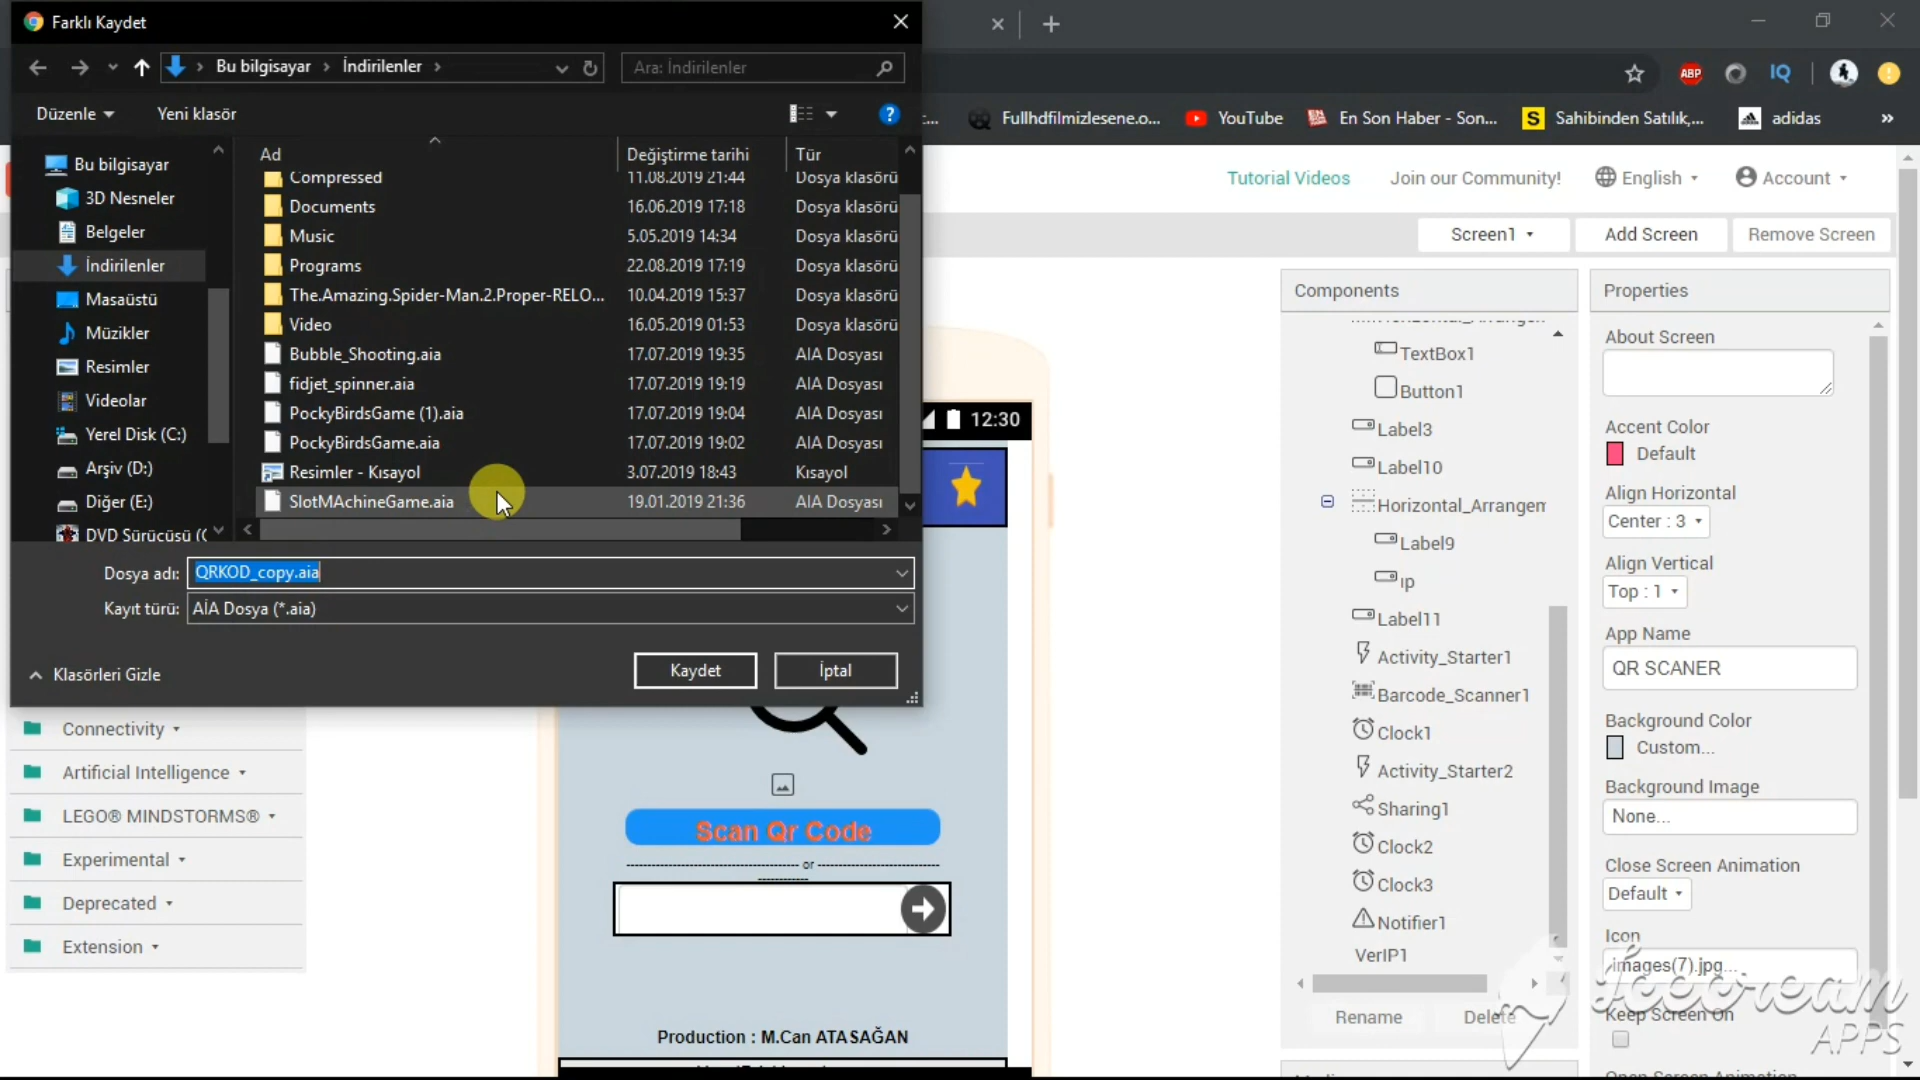 Farklı Kaydet
Bu bilgisayar
İndirilenler
Ara: İndirilenler
Düzenle
Yeni klasör
ABP
IQ
Fullhdfilmizlesene.o...
YouTube
En Son Haber - Son...
S
Sahibinden Satılık,...
adidas
»
Bu bilgisayar
3D Nesneler
Belgeler
İndirilenler
Masaüstü
Müzikler
Resimler
Videolar
Yerel Disk (C:)
Arşiv (D:)
Diğer (E:)
DVD Sürücüsü (
Ad Değiştirme tarihi Tür
Compressed 11.08.2019 21:44 Dosya klasörü
Documents 16.06.2019 17:18 Dosya klasörü
Music 5.05.2019 14:34 Dosya klasörü
Programs 22.08.2019 17:19 Dosya klasörü
The.Amazing.Spider-Man.2.Proper-RELO... 10.04.2019 15:37 Dosya klasörü
Video 16.05.2019 01:53 Dosya klasörü
Bubble_Shooting.aia 17.07.2019 19:35 AIA Dosyası
fidjet_spinner.aia 17.07.2019 19:19 AIA Dosyası
PockyBirdsGame (1).aia 17.07.2019 19:04 AIA Dosyası
PockyBirdsGame.aia 17.07.2019 19:02 AIA Dosyası
Resimler - Kısayol 3.07.2019 18:43 Kısayol
SlotMAchineGame.aia 19.01.2019 21:36 AIA Dosyası
Dosya adı: QRKOD_copy.aia
Kayıt türü: AİA Dosya (*.aia)
Klasörleri Gizle
Kaydet
İptal
Tutorial Videos
Join our Community!
English
Account
Screen1
Add Screen
Remove Screen
Connectivity
Artificial Intelligence
LEGO® MINDSTORMS®
Experimental
Deprecated
Extension
12:30
Scan Qr Code
or
Production : M.Can ATASAĞAN
Components
TextBox1
Button1
Label3
Label10
Horizontal_Arrangem
Label9
ip
Label11
Activity_Starter1
Barcode_Scanner1
Clock1
Activity_Starter2
Sharing1
Clock2
Clock3
Notifier1
VerIP1
Rename
Delete
Properties
About Screen
Accent Color
Default
Align Horizontal
Center : 3
Align Vertical
Top : 1
App Name
QR SCANER
Background Color
Custom...
Background Image
None...
Close Screen Animation
Default
Icon
images(7).jpg...
Keep Screen On
Icecream
APPS